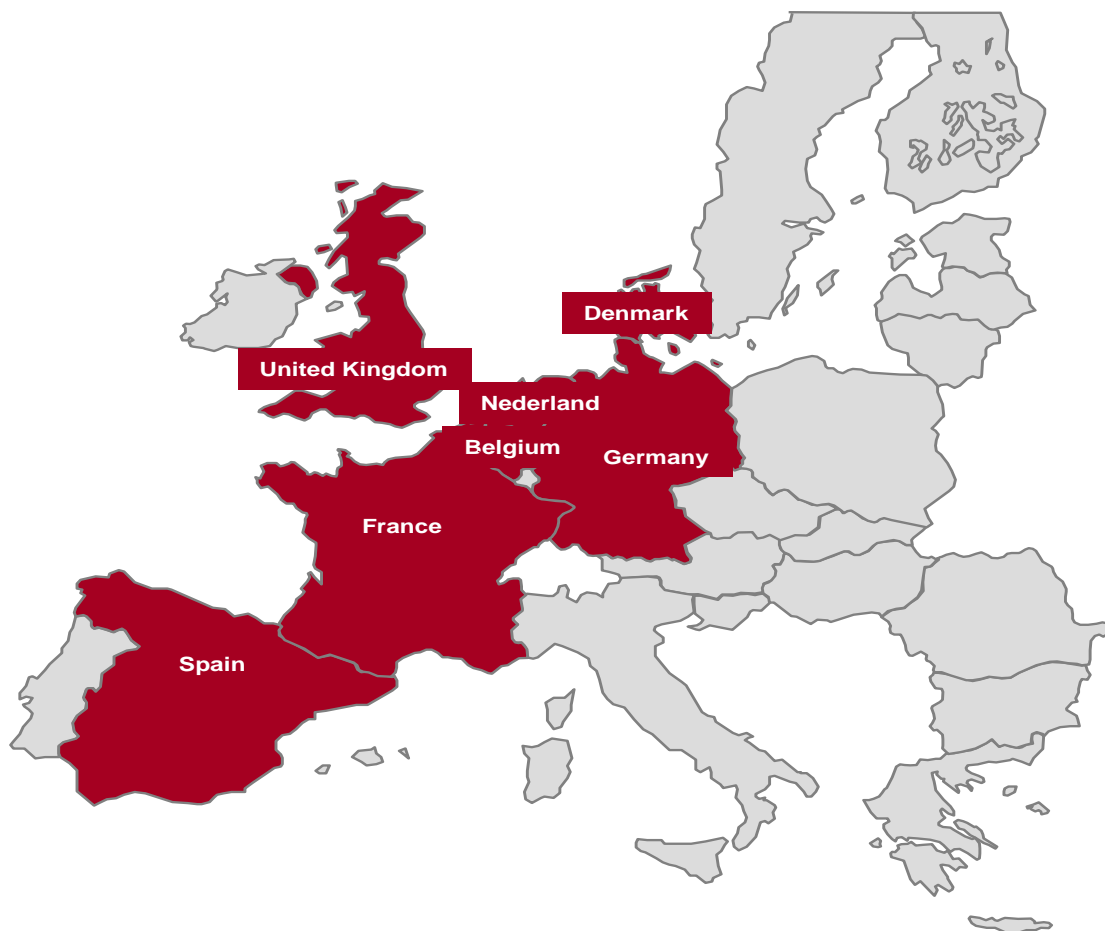 Denmark
United Kingdom
Nederland
Belgium
Germany
France
Spain